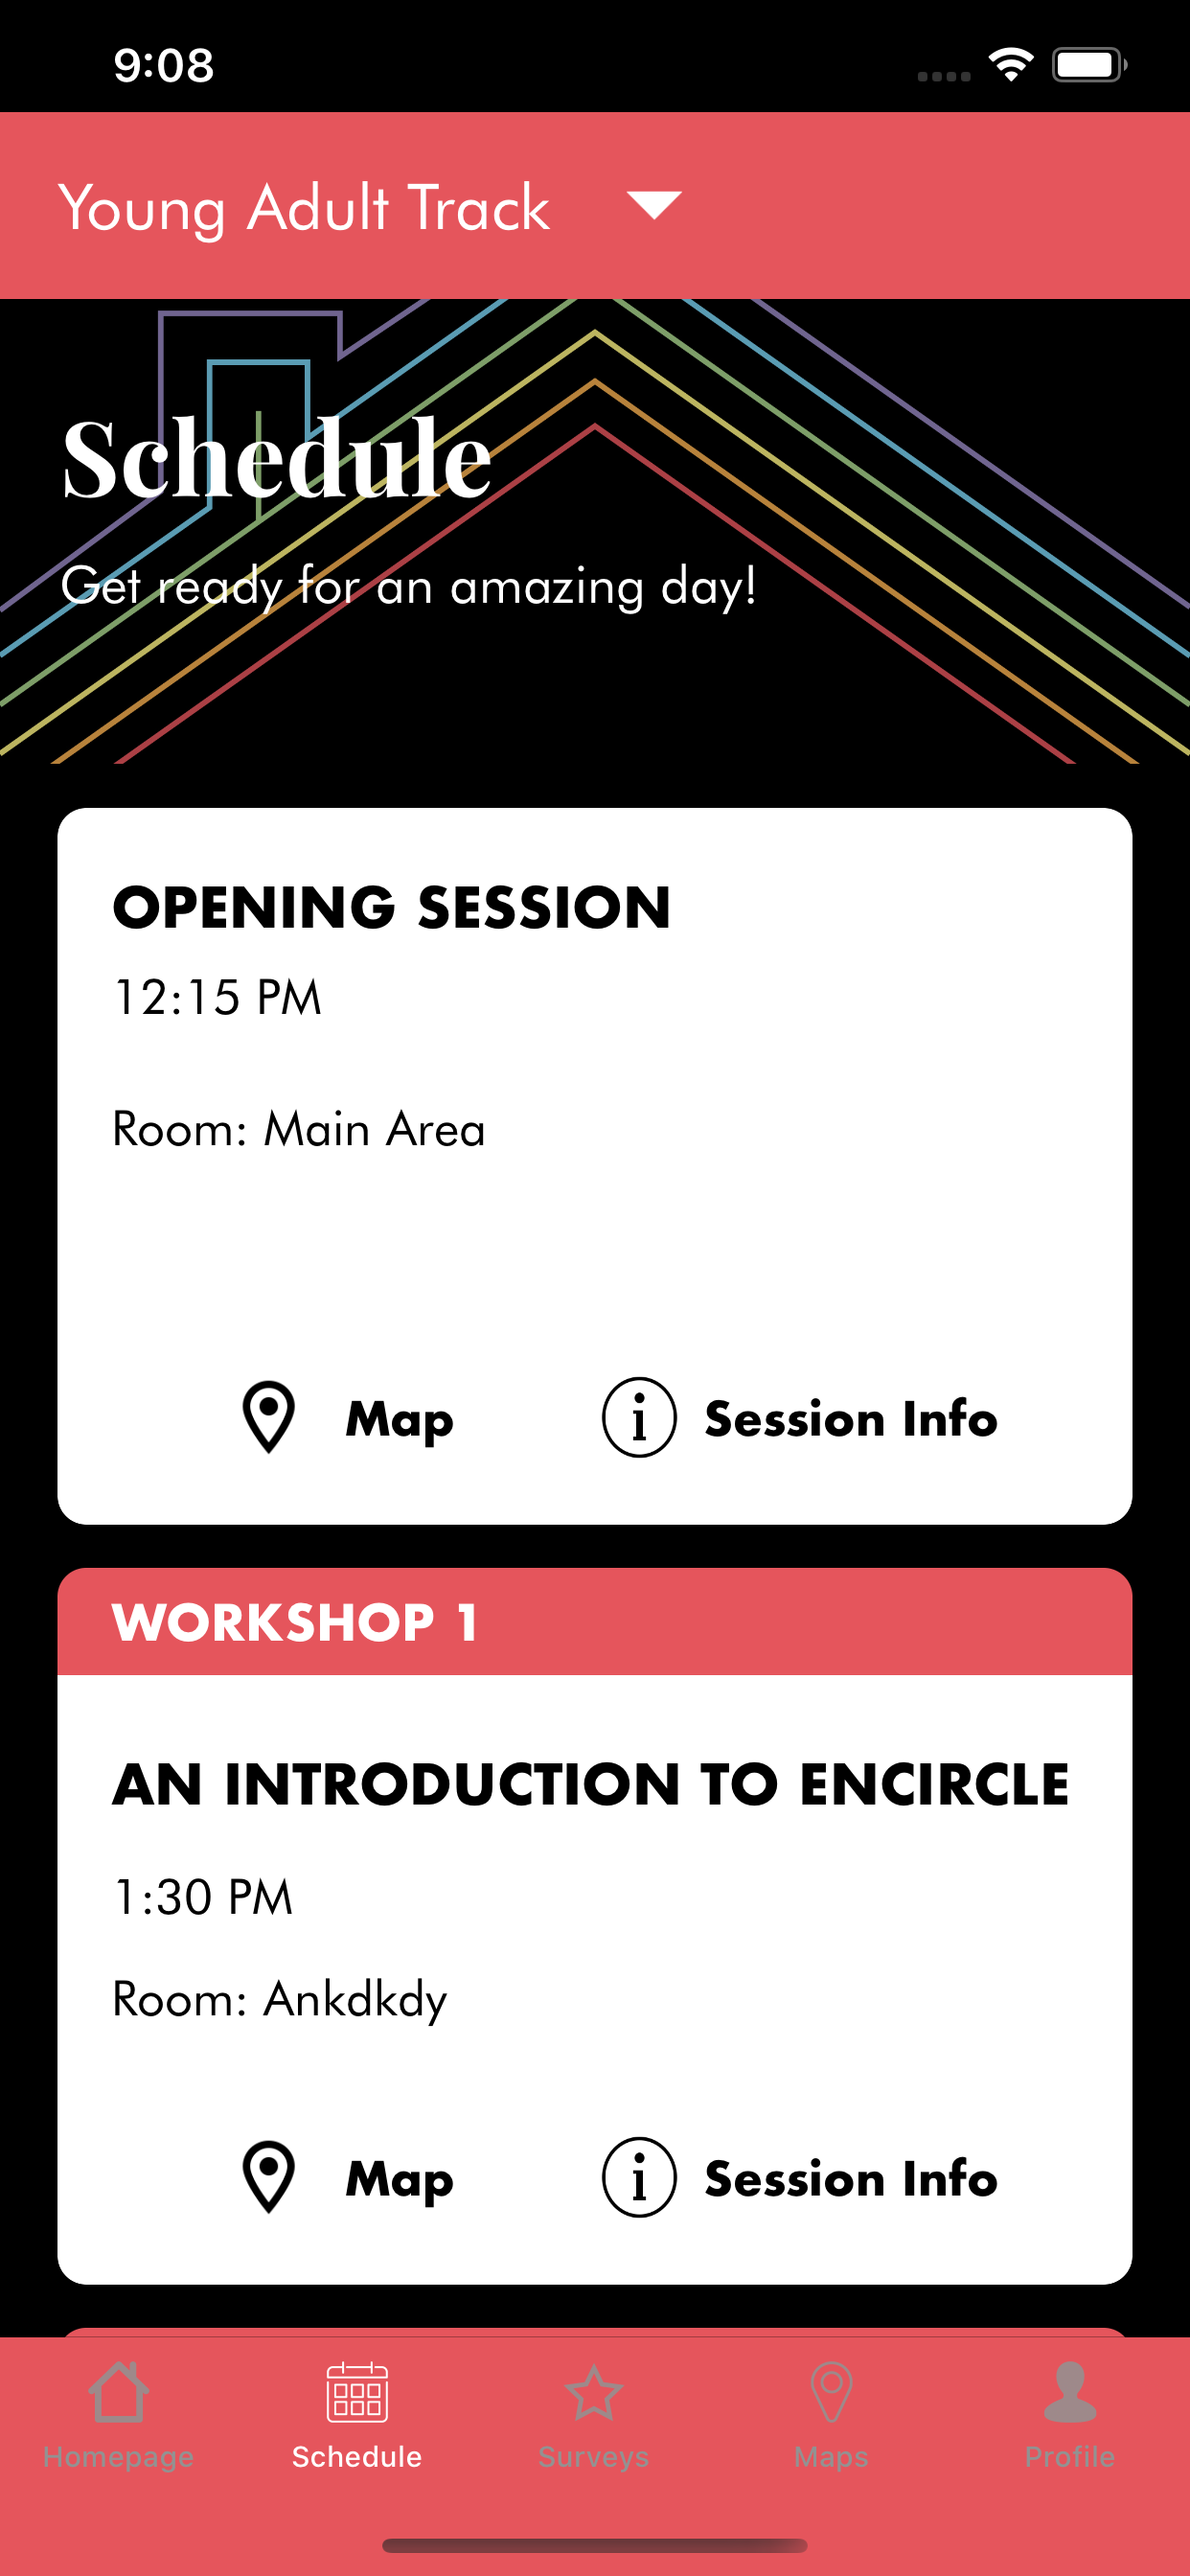 9:08
Young Adult Track
Schedule
Get ready for an amazing day!
OPENING SESSION
12:15 PM
Room: Main Area
Map Session Info
WORKSHOP 1
AN INTRODUCTION TO ENCIRCLE
1:30 PM
Room: Ankdkdy
Map Session Info
Homepage Schedule Surveys Maps Profile